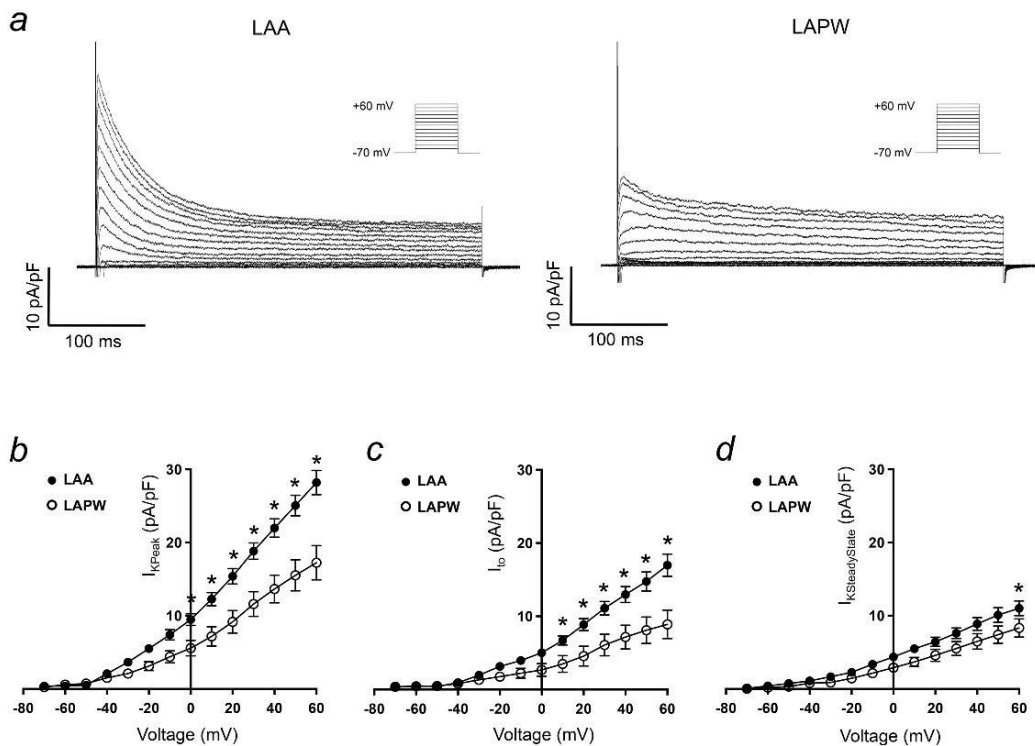 a
LAA
LAPW
+60 mV
-70 mV
+60 mV
-70 mV
10 pA/pF
100 ms
10 pA/pF
100 ms
b
LAA
LAPW
I_KPeak (pA/pF)
30
20
10
* * * * * * *
-80 -60 -40 -20 0 20 40 60
Voltage (mV)
c
LAA
LAPW
I_to (pA/pF)
30
20
10
* * * * * *
-80 -60 -40 -20 0 20 40 60
Voltage (mV)
d
LAA
LAPW
I_KSteadyState (pA/pF)
30
20
10
*
-80 -60 -40 -20 0 20 40 60
Voltage (mV)